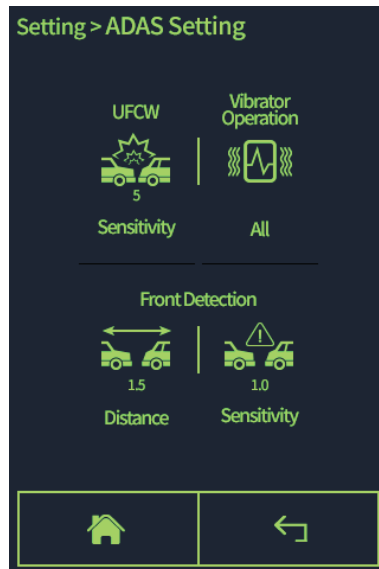 Setting > ADAS Setting
UFCW
Vibrator
Operation
5
Sensitivity
All
Front Detection
1.5
1.0
Distance
Sensitivity